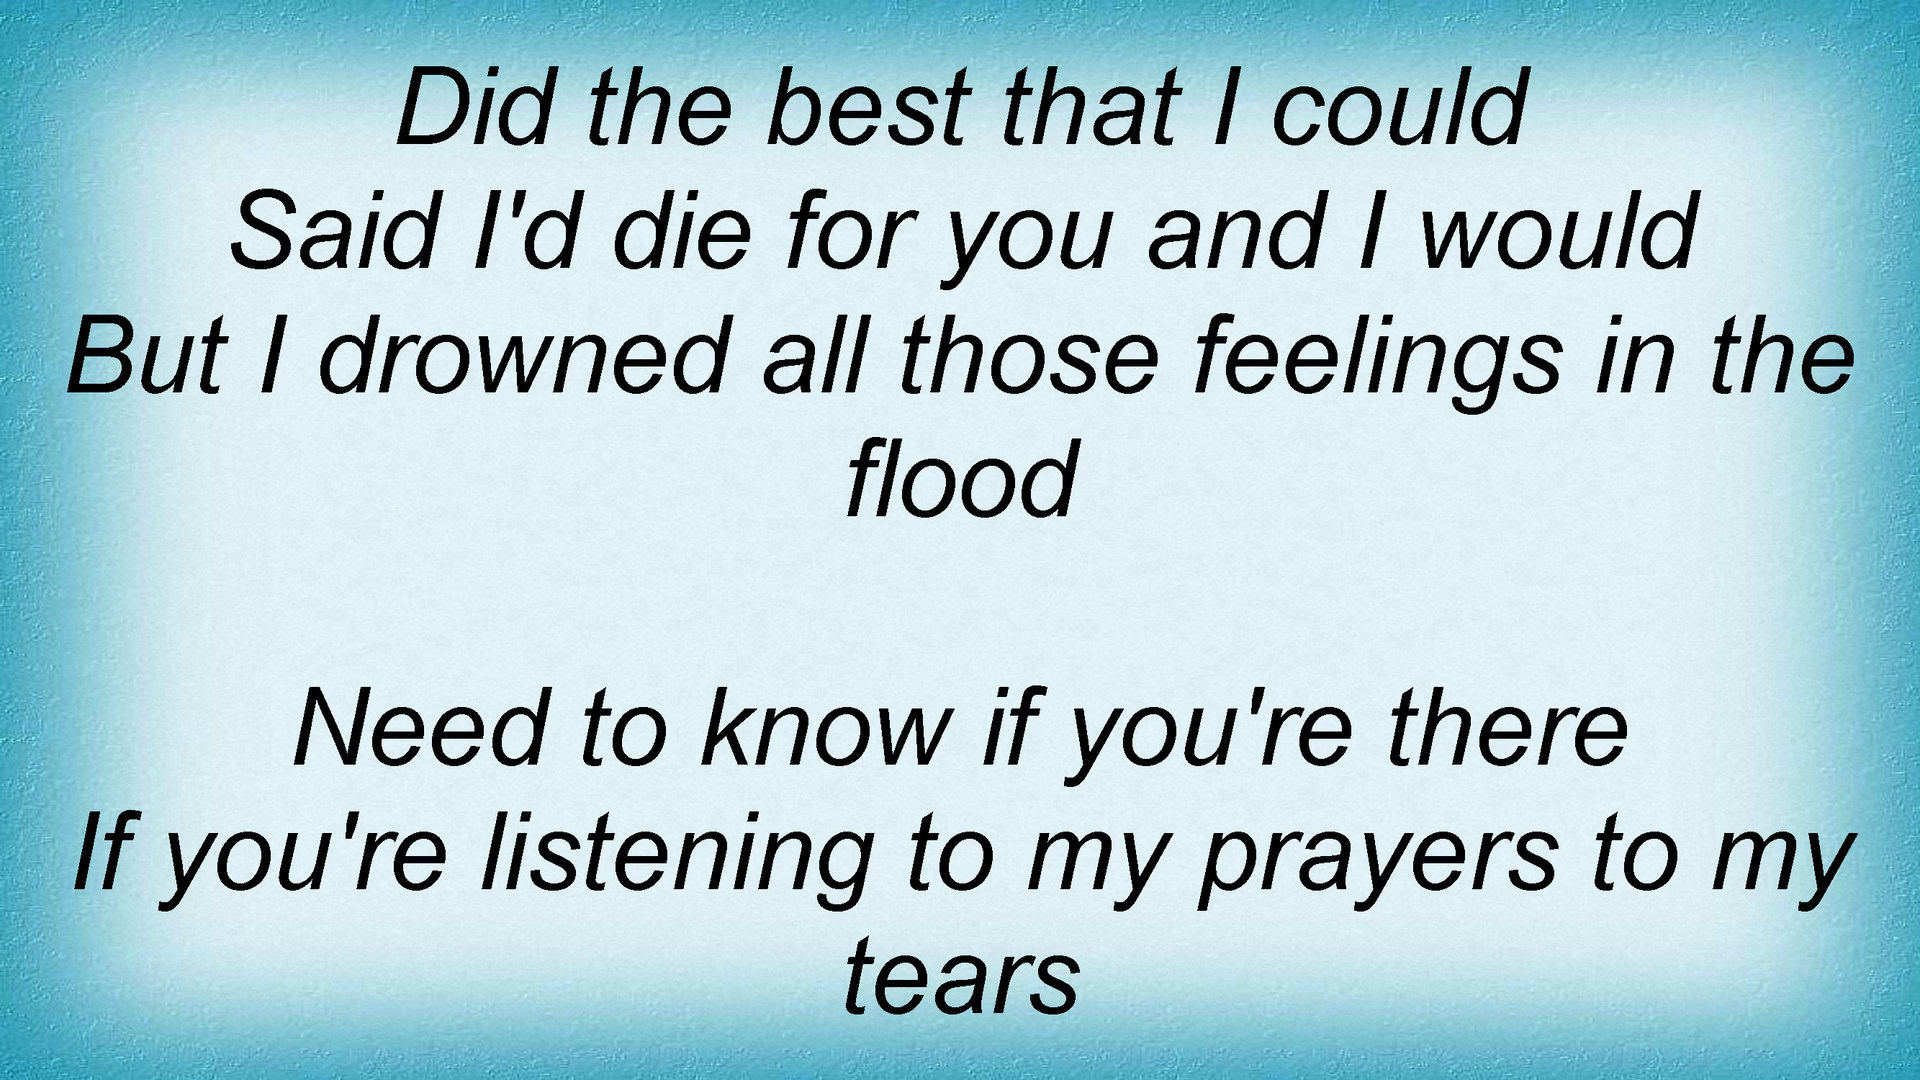 Did the best that I could
Said I'd die for you and I would
But I drowned all those feelings in the
flood
Need to know if you're there
If you're listening to my prayers to my
tears